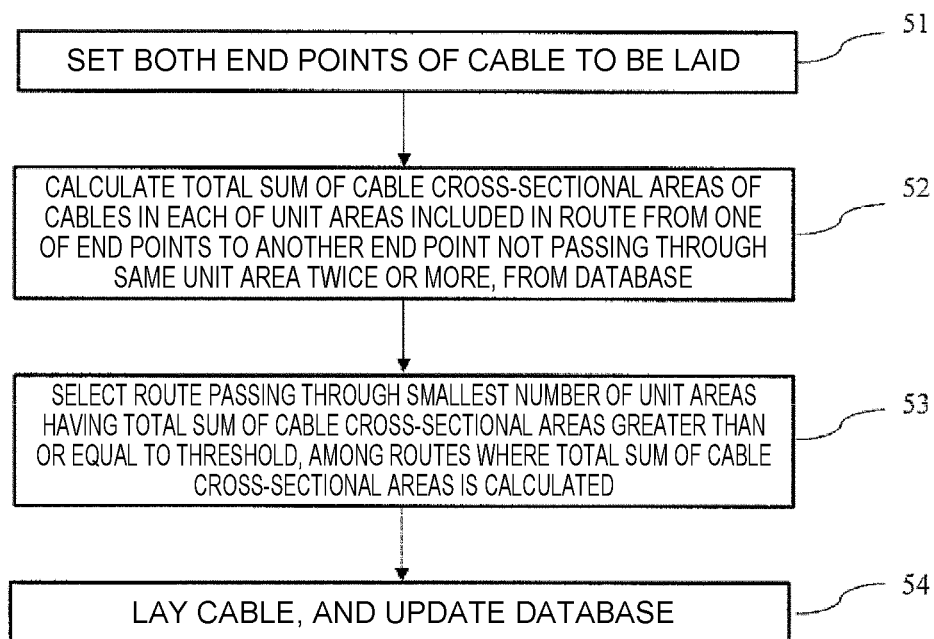 SET BOTH END POINTS OF CABLE TO BE LAID
51
CALCULATE TOTAL SUM OF CABLE CROSS-SECTIONAL AREAS OF
CABLES IN EACH OF UNIT AREAS INCLUDED IN ROUTE FROM ONE
OF END POINTS TO ANOTHER END POINT NOT PASSING THROUGH
SAME UNIT AREA TWICE OR MORE, FROM DATABASE
52
SELECT ROUTE PASSING THROUGH SMALLEST NUMBER OF UNIT AREAS
HAVING TOTAL SUM OF CABLE CROSS-SECTIONAL AREAS GREATER THAN
OR EQUAL TO THRESHOLD, AMONG ROUTES WHERE TOTAL SUM OF CABLE
CROSS-SECTIONAL AREAS IS CALCULATED
53
LAY CABLE, AND UPDATE DATABASE
54